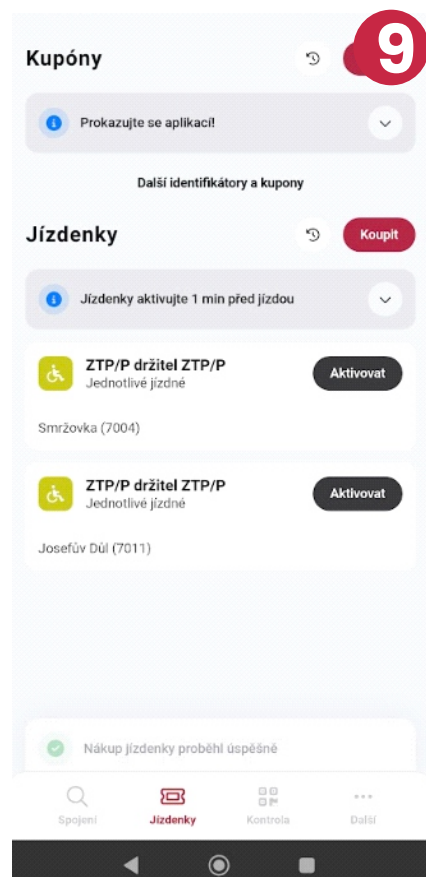 9
Kupóny
Prokazujte se aplikací!
Další identifikátory a kupony
Jízdenky
Koupit
Jízdenky aktivujte 1 min před jízdou
ZTP/P držitel ZTP/P
Aktivovat
Jednotlivé jízdné
Smržovka (7004)
ZTP/P držitel ZTP/P
Aktivovat
Jednotlivé jízdné
Josefův Důl (7011)
Nákup jízdenky proběhl úspěšně
Spojení
Jízdenky
Kontrola
Další